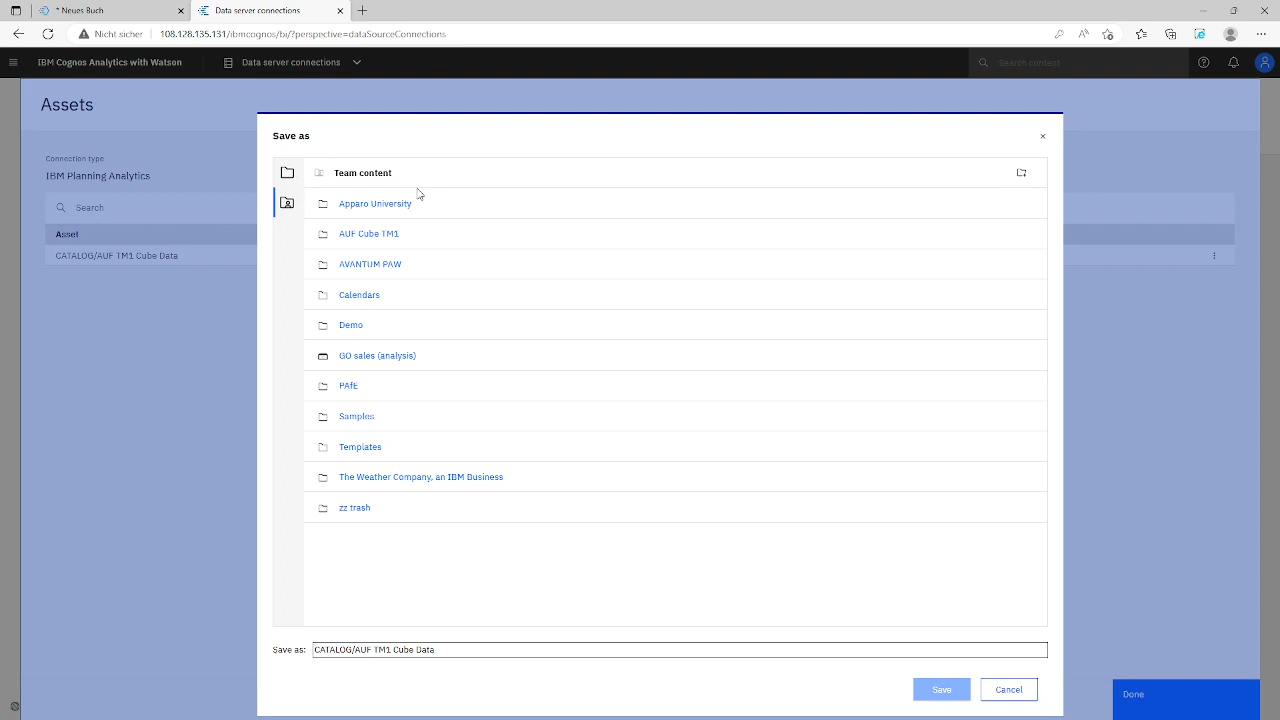 * Neues Buch
Data server connections
Nicht sicher
108.128.135.131/ibmcognos/bi/?perspective=dataSourceConnections
IBM Cognos Analytics with Watson
Data server connections
Search content
Assets
Connection type
IBM Planning Analytics
Search
Asset
CATALOG/AUF TM1 Cube Data
Save as
Team content
Apparo University
AUF Cube TM1
AVANTUM PAW
Calendars
Demo
GO sales (analysis)
PAfE
Samples
Templates
The Weather Company, an IBM Business
zz trash
Save as: CATALOG/AUF TM1 Cube Data
Save
Cancel
Done